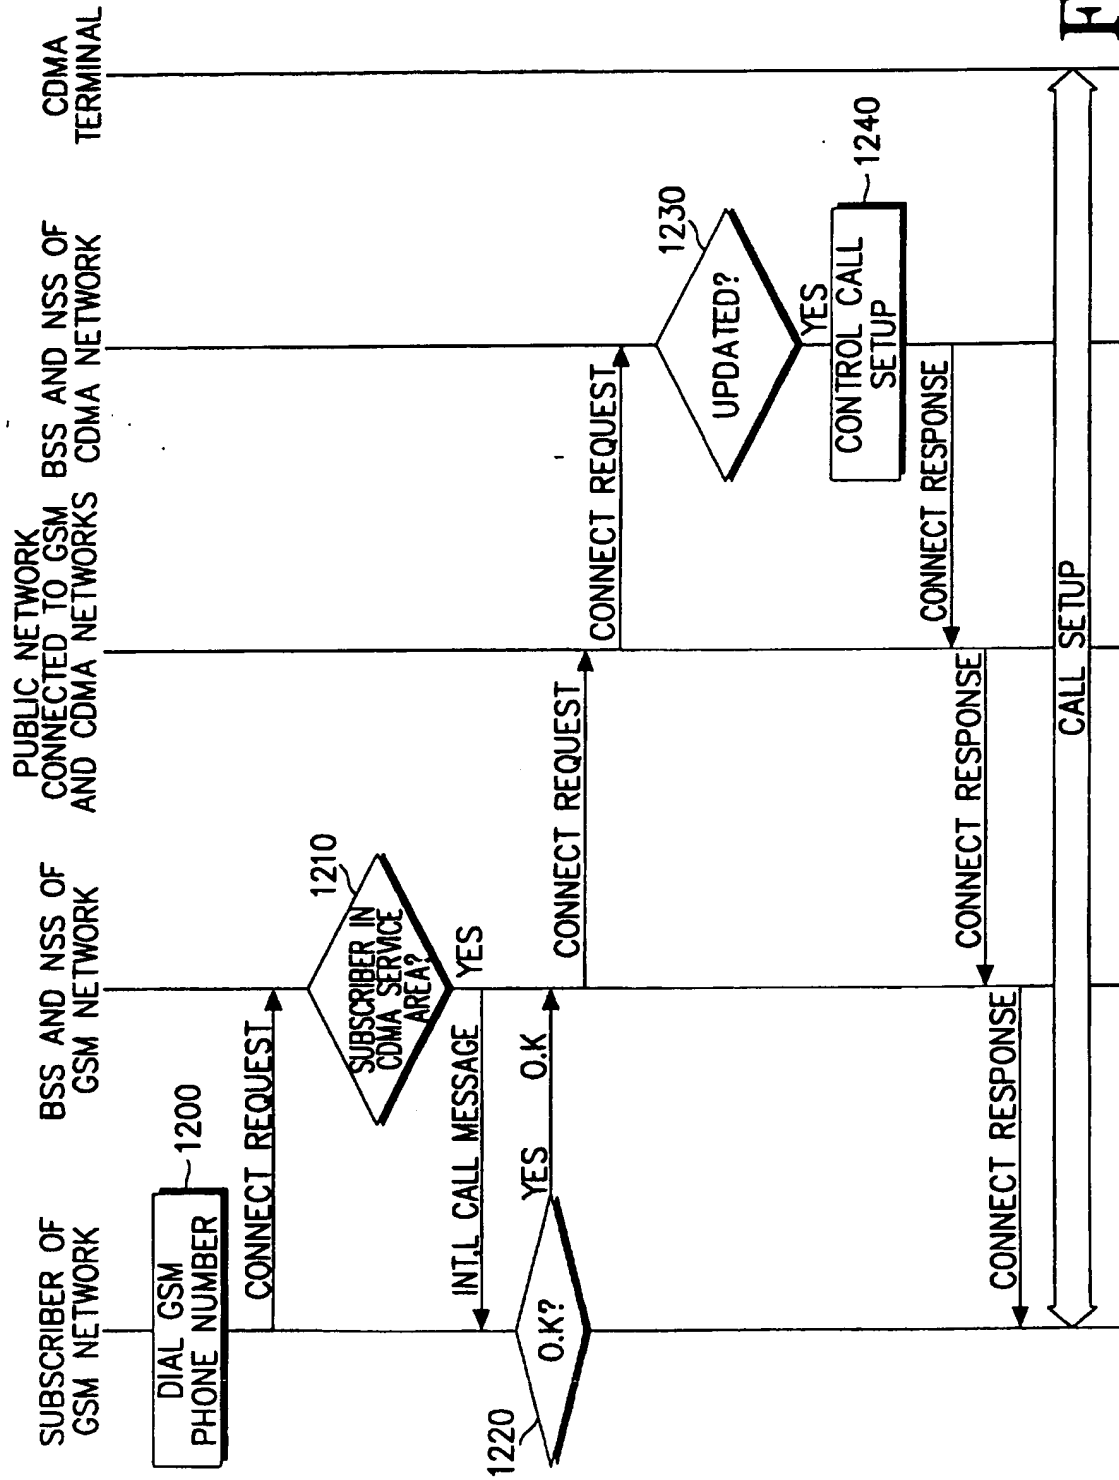 SUBSCRIBER OF
GSM NETWORK
BSS AND NSS OF
GSM NETWORK
PUBLIC NETWORK
CONNECTED TO GSM
AND CDMA NETWORKS
BSS AND NSS OF
CDMA NETWORK
CDMA
TERMINAL
DIAL GSM
PHONE NUMBER
1200
CONNECT REQUEST
SUBSCRIBER IN
CDMA SERVICE
AREA?
1210
YES
INT.L CALL MESSAGE
O.K?
1220
YES O.K
CONNECT REQUEST
CONNECT REQUEST
UPDATED?
1230
YES
CONTROL CALL
SETUP
1240
CONNECT RESPONSE
CONNECT RESPONSE
CONNECT RESPONSE
CALL SETUP